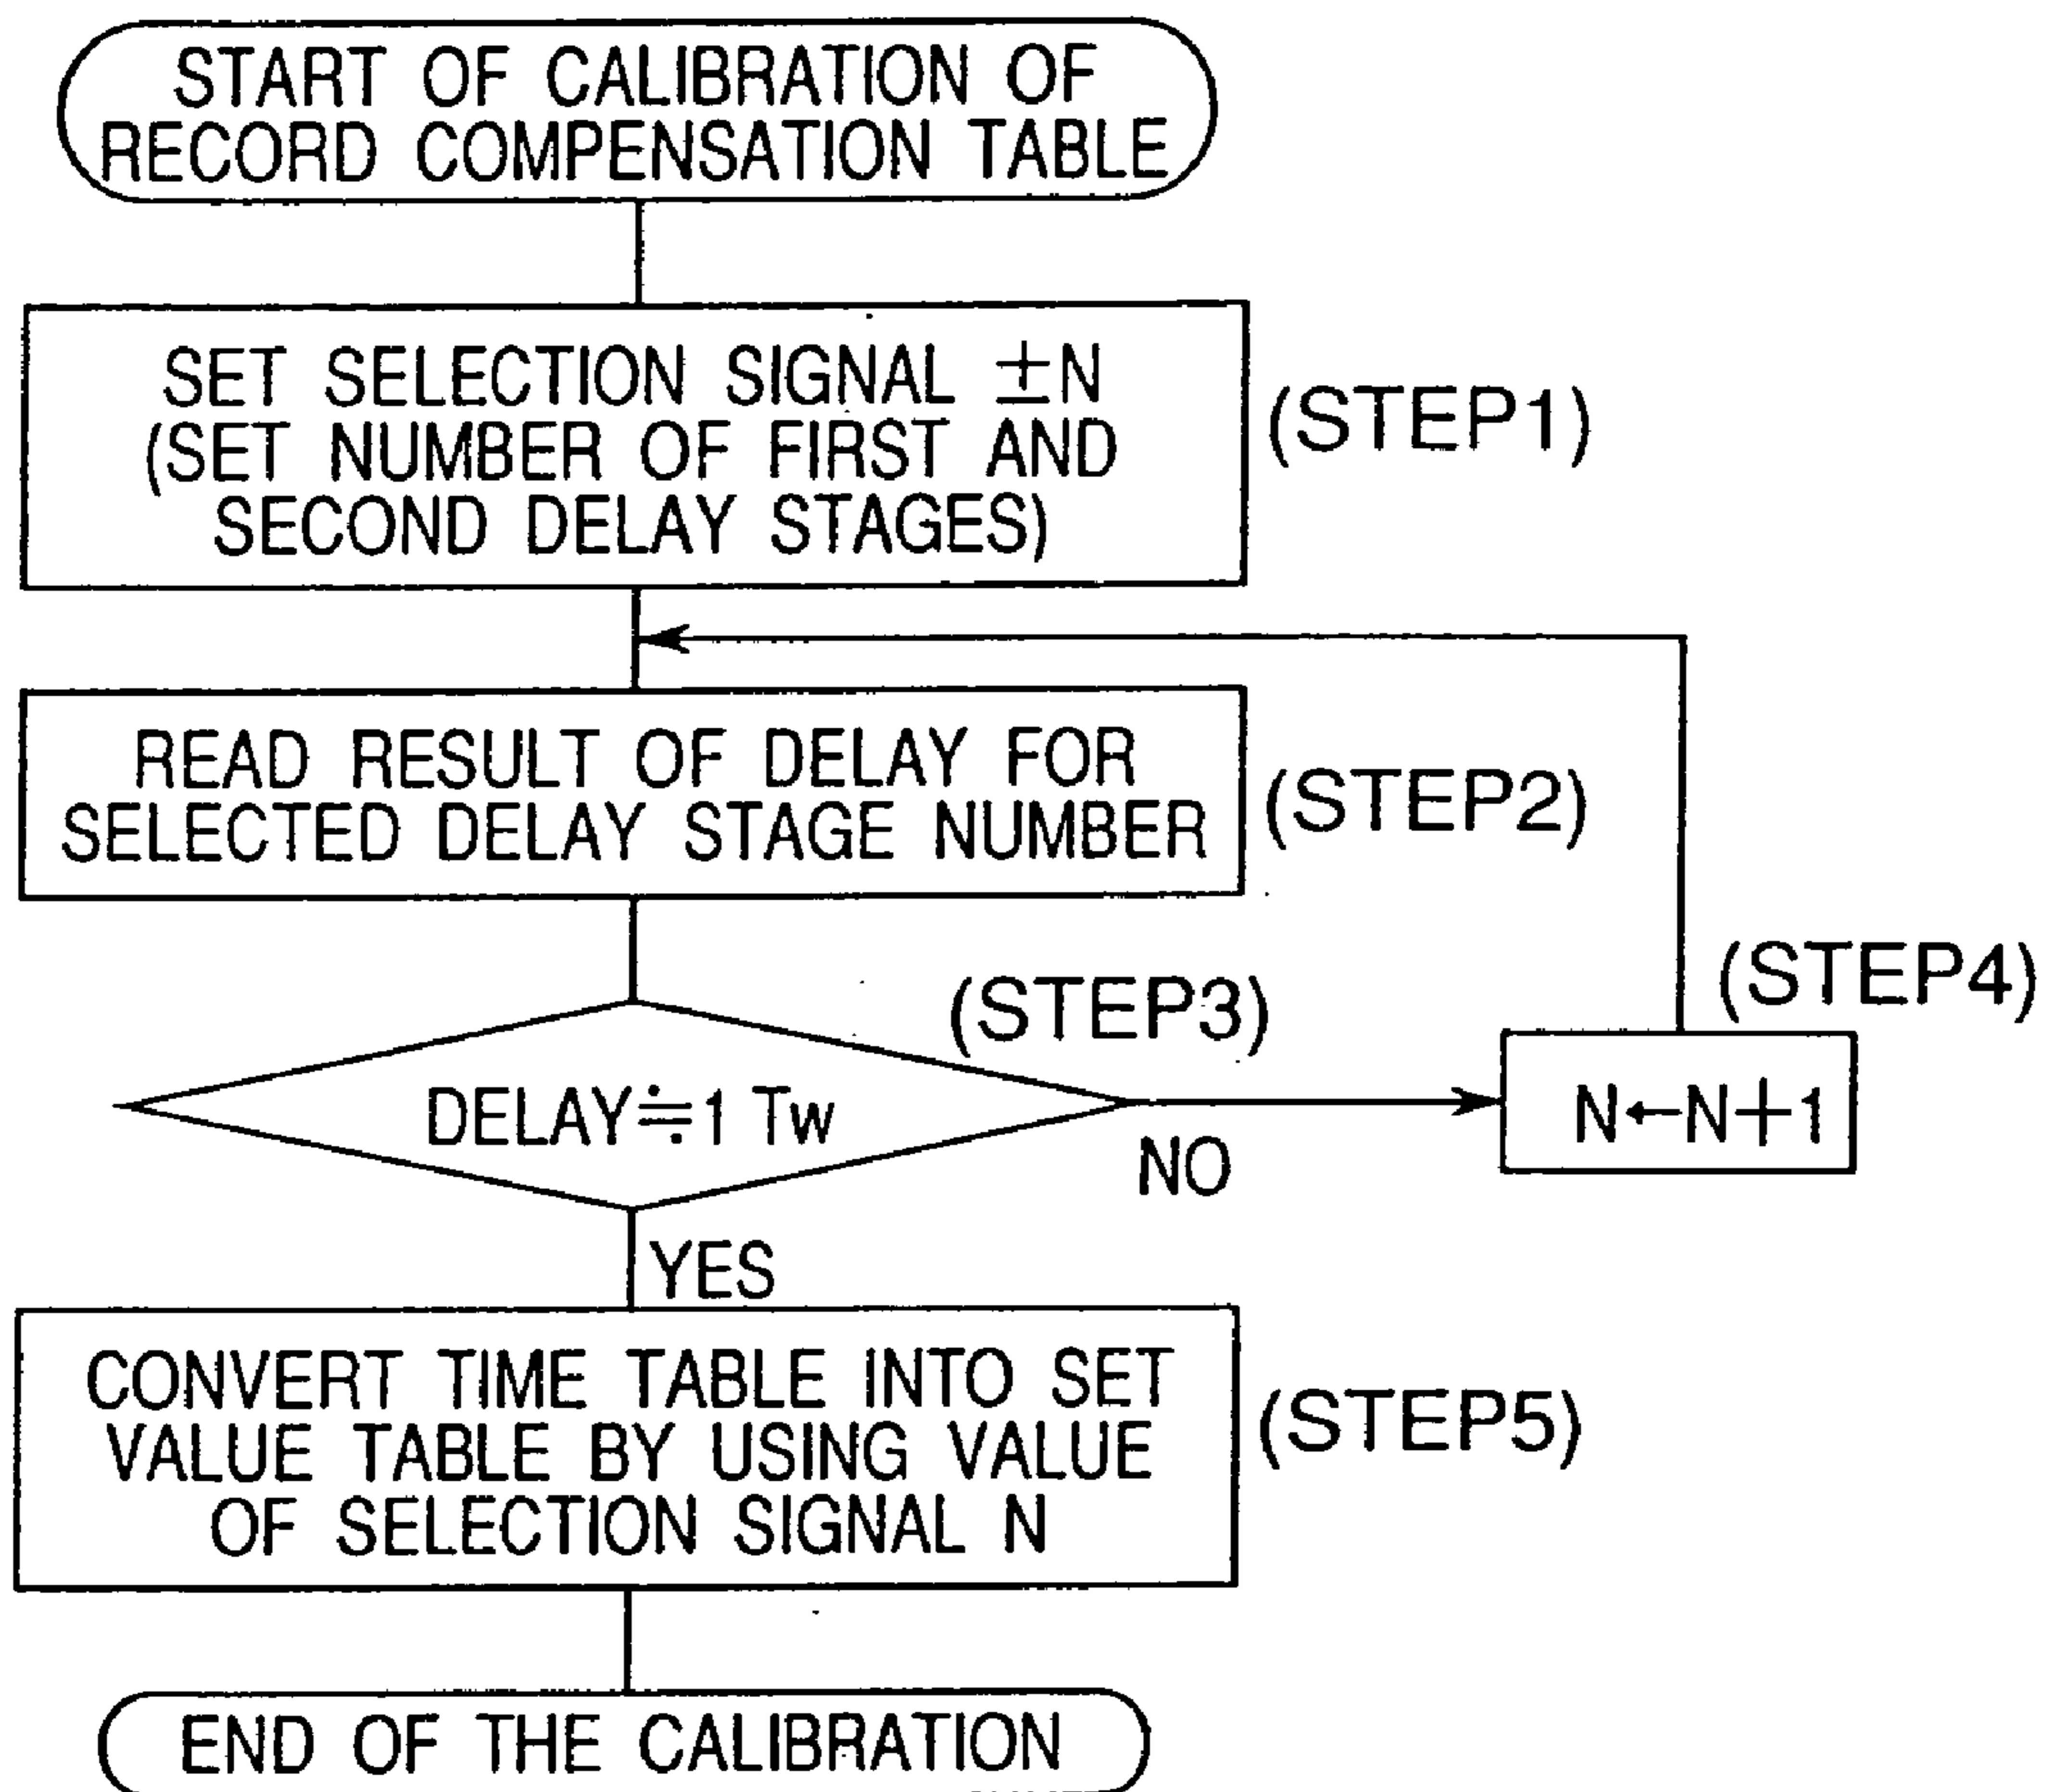 START OF CALIBRATION OF
RECORD COMPENSATION TABLE
SET SELECTION SIGNAL ±N
(SET NUMBER OF FIRST AND
SECOND DELAY STAGES)
(STEP1)
READ RESULT OF DELAY FOR
SELECTED DELAY STAGE NUMBER
(STEP2)
(STEP3)
DELAY≒1 Tw
NO
(STEP4)
N←N+1
YES
CONVERT TIME TABLE INTO SET
VALUE TABLE BY USING VALUE
OF SELECTION SIGNAL N
(STEP5)
END OF THE CALIBRATION